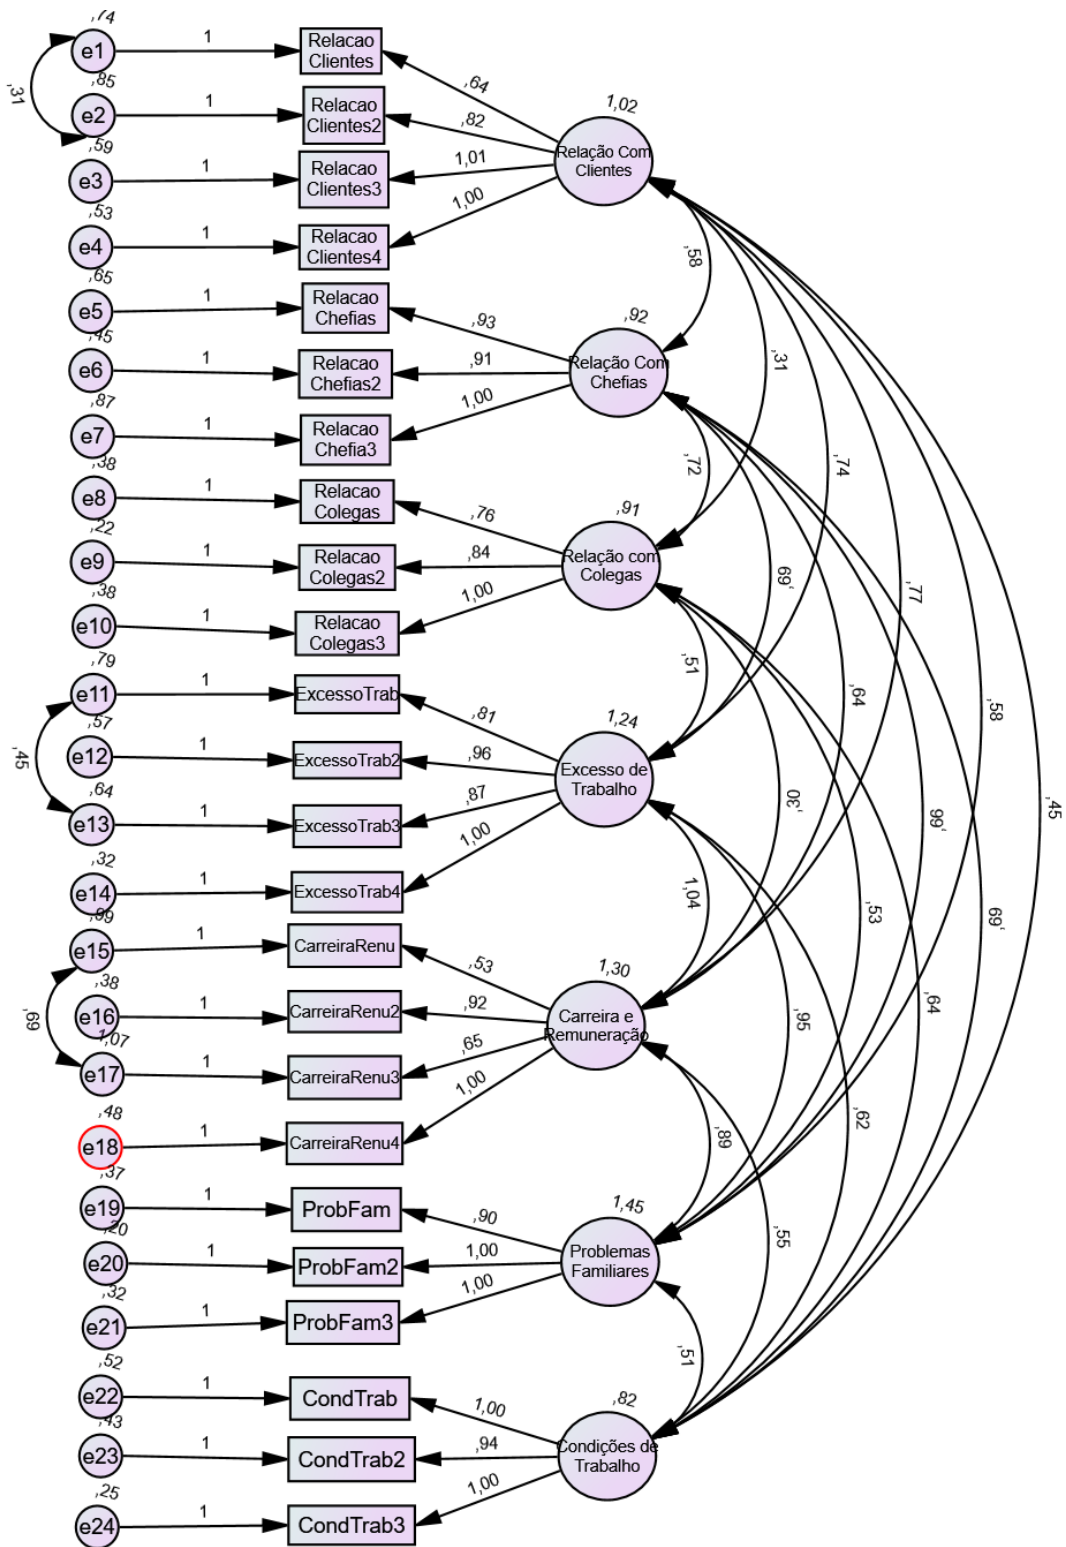 ,74
e1
1
Relacao
Clientes
,64
,31
,85
e2
1
Relacao
Clientes2
,82
1,02
Relação Com
Clientes
,59
e3
1
Relacao
Clientes3
1,01
,53
e4
1
Relacao
Clientes4
1,00
,58
,65
e5
1
Relacao
Chefias
,93
,92
Relação Com
Chefias
,31
,45
e6
1
Relacao
Chefias2
,91
,87
e7
1
Relacao
Chefia3
1,00
,72
,74
,38
e8
1
Relacao
Colegas
,76
,91
Relação com
Colegas
,22
e9
1
Relacao
Colegas2
,84
,69
,77
,38
e10
1
Relacao
Colegas3
1,00
,51
,64
,58
,79
e11
1
ExcessoTrab
,81
1,24
Excesso de
Trabalho
,57
e12
1
ExcessoTrab2
,96
,45
,30
,66
,45
,64
e13
1
ExcessoTrab3
,87
,32
e14
1
ExcessoTrab4
1,00
1,04
,53
,69
,99
e15
1
CarreiraRenu
,53
1,30
Carreira e
Remuneração
,38
e16
1
CarreiraRenu2
,92
,69
,95
,64
1,07
e17
1
CarreiraRenu3
,65
,48
e18
1
CarreiraRenu4
1,00
,89
,62
,37
e19
1
ProbFam
,90
1,45
Problemas
Familiares
,55
,20
e20
1
ProbFam2
1,00
,32
e21
1
ProbFam3
1,00
,51
,52
e22
1
CondTrab
1,00
,82
Condições de
Trabalho
,43
e23
1
CondTrab2
,94
,25
e24
1
CondTrab3
1,00